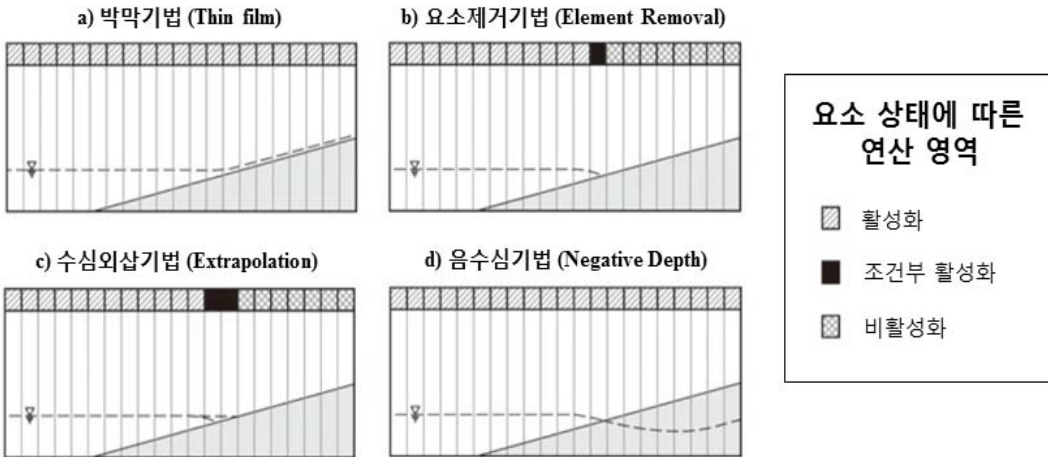 a) 박막기법 (Thin film)
b) 요소제거기법 (Element Removal)
c) 수심외삽기법 (Extrapolation)
d) 음수심기법 (Negative Depth)
요소 상태에 따른
연산 영역
활성화
조건부 활성화
비활성화